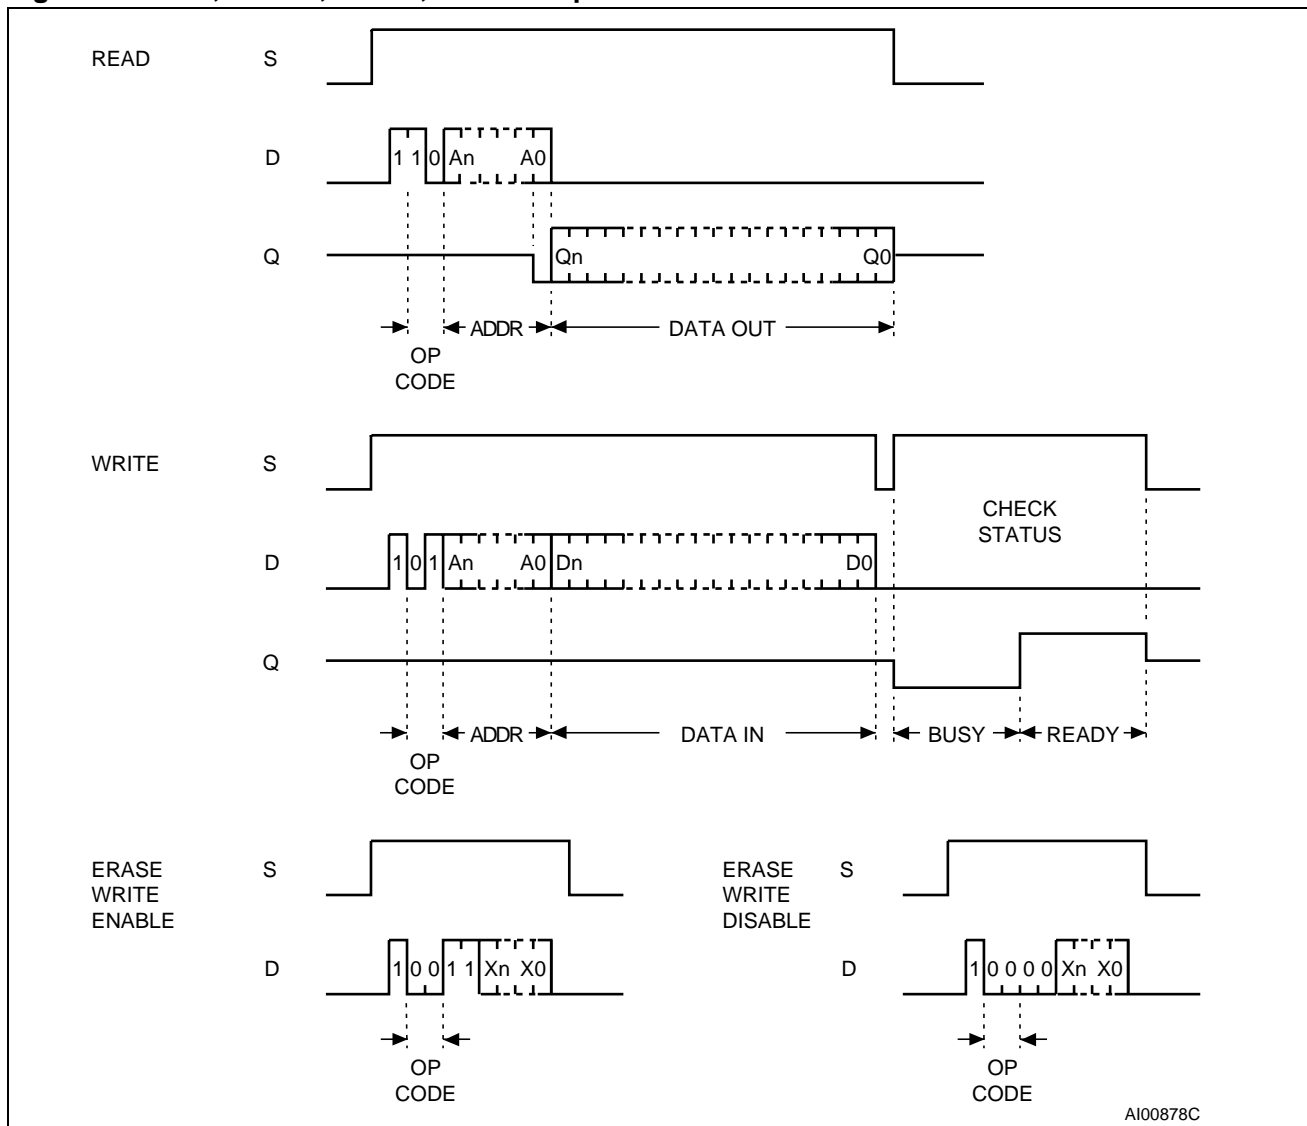 READ S
D 1 1 0 An A0
Q Qn Q0
ADDR DATA OUT
OP
CODE
WRITE S
CHECK
STATUS
D 1 0 1 An A0 Dn D0
Q
ADDR DATA IN BUSY READY
OP
CODE
ERASE
WRITE
ENABLE
S
D 1 0 0 1 1 Xn X0
OP
CODE
ERASE
WRITE
DISABLE
S
D 1 0 0 0 0 Xn X0
OP
CODE
AI00878C